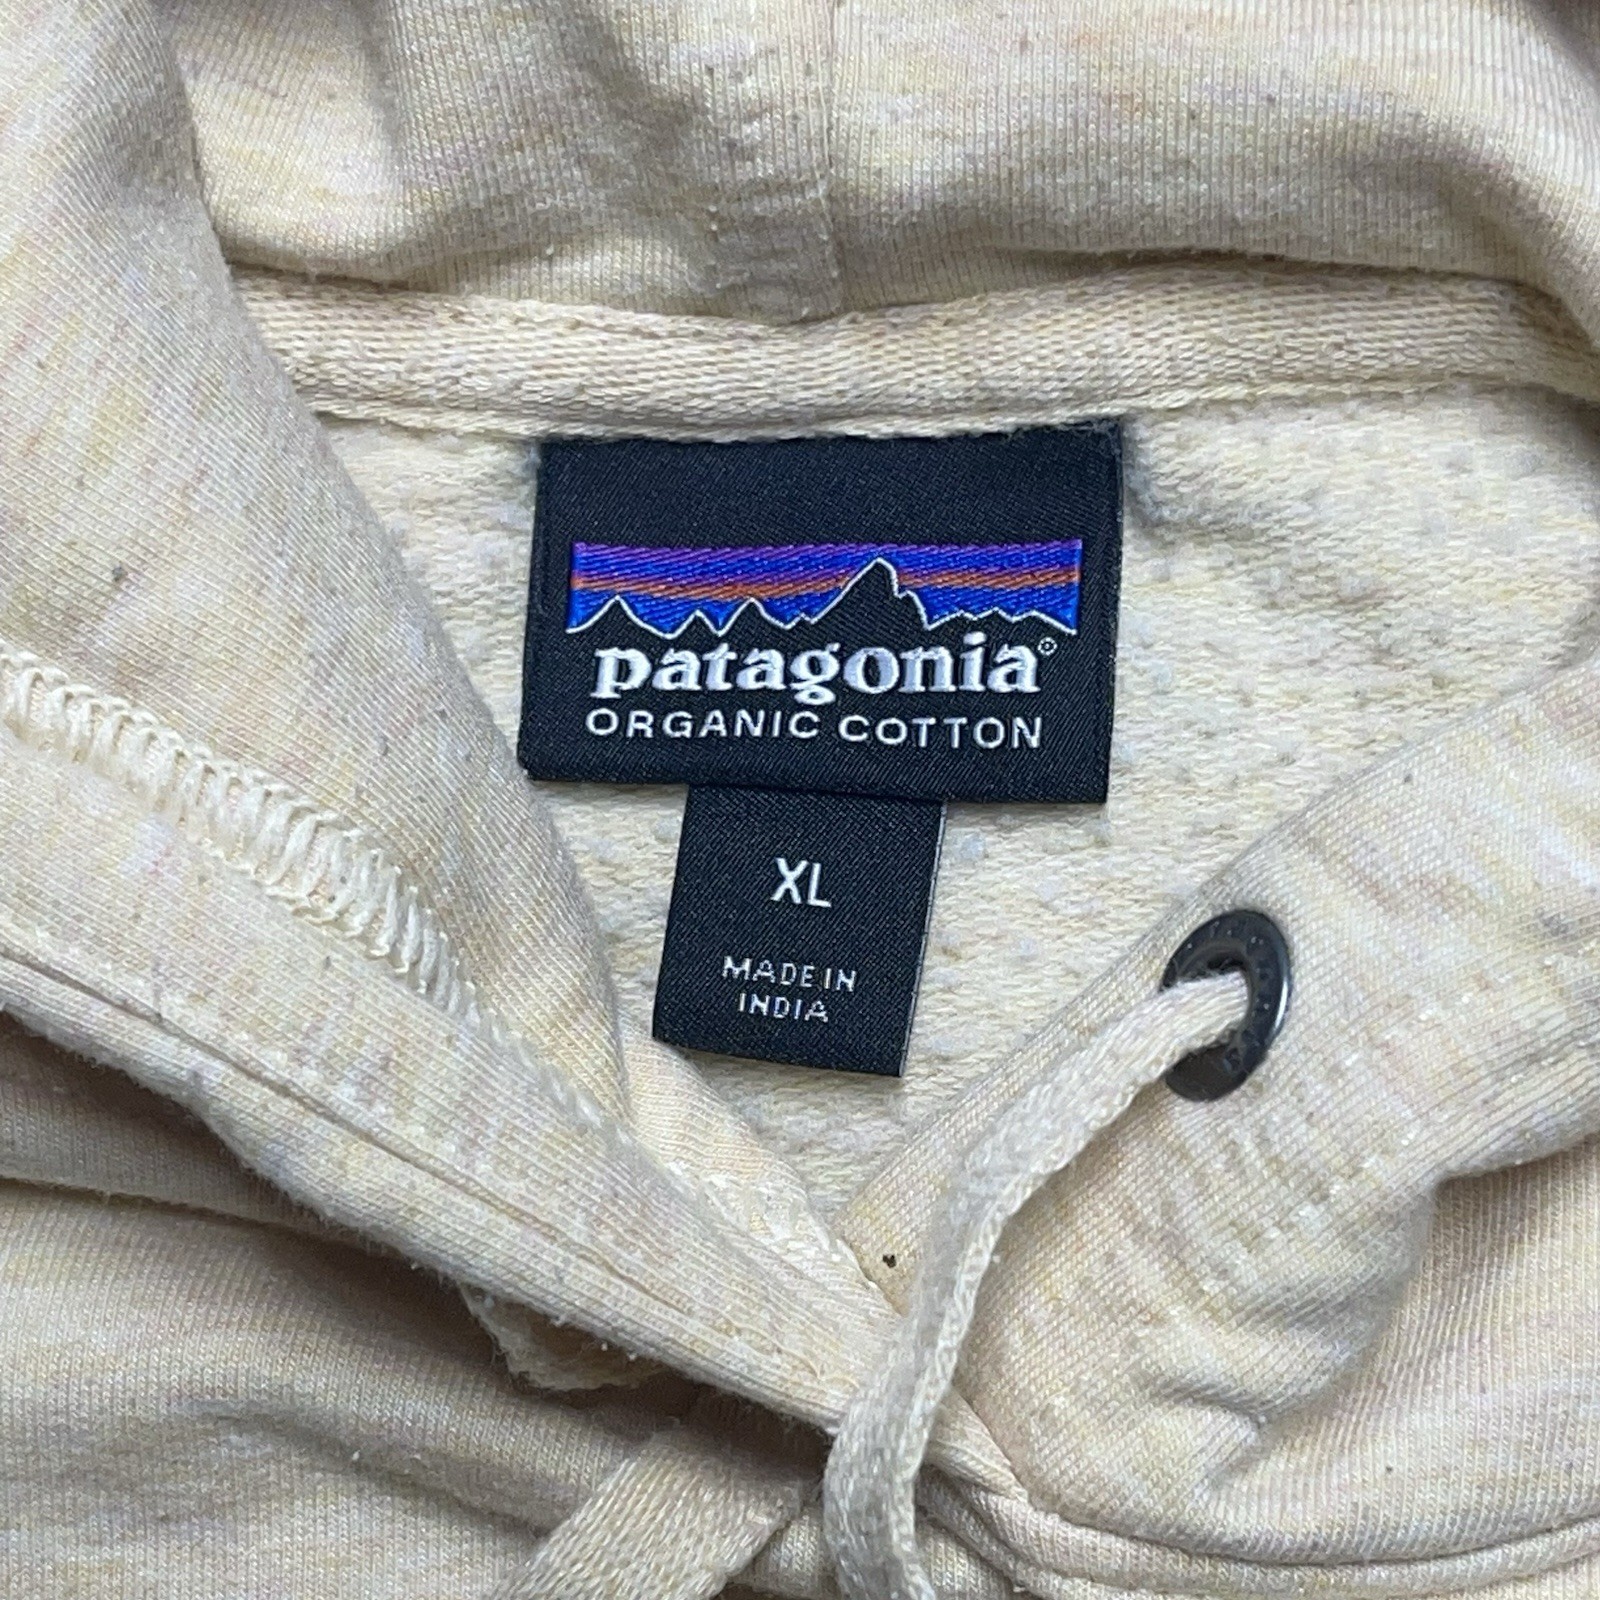 patagonia®
ORGANIC COTTON
XL
MADE IN
INDIA